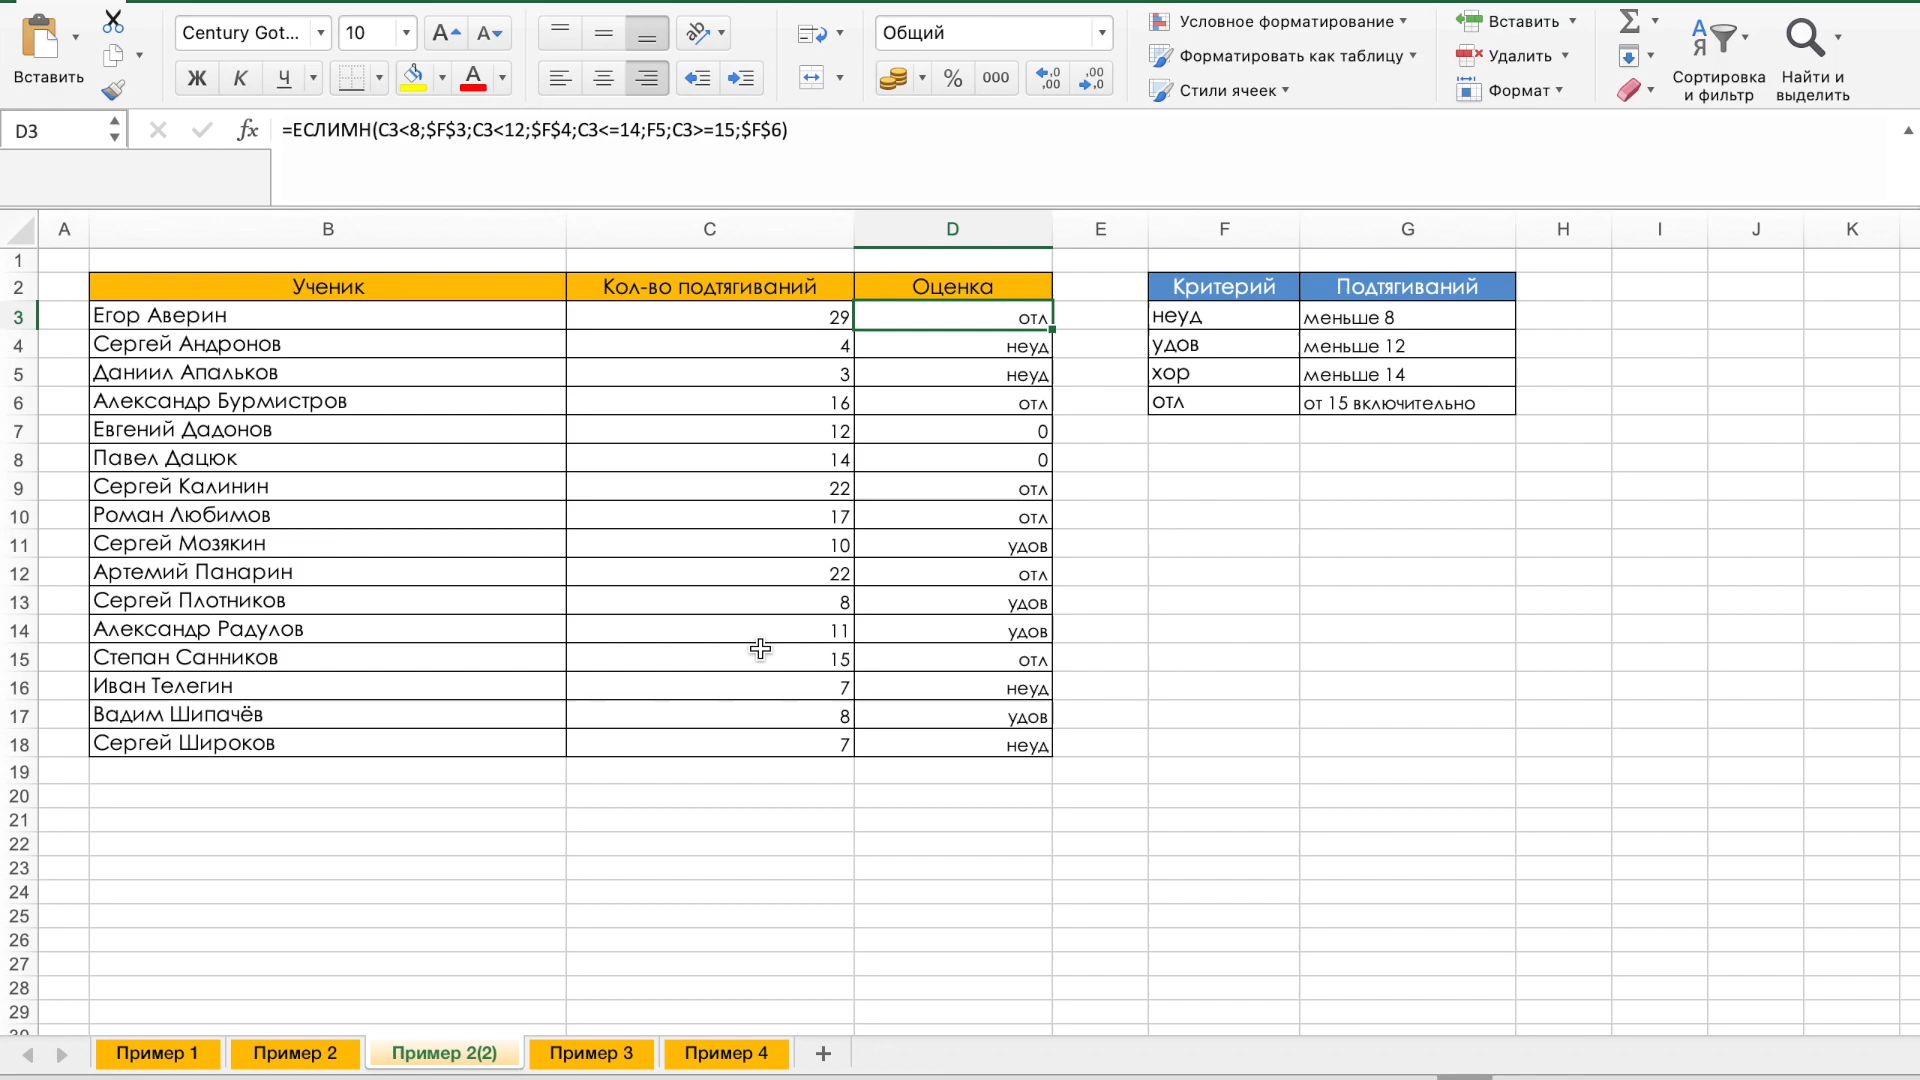 Вставить
Century Got... 10
Ж К Ч A
Общий
% 000 ,0 ,00 ,00 ,0
Условное форматирование
Форматировать как таблицу
Стили ячеек
Вставить
Удалить
Формат
Сортировка и фильтр
Найти и выделить
D3 fx =ЕСЛИМН(C3<8;$F$3;C3<12;$F$4;C3<=14;F5;C3>=15;$F$6)
A B C D E F G H I J K
1
2 Ученик Кол-во подтягиваний Оценка Критерий Подтягиваний
3 Егор Аверин 29 отл неуд меньше 8
4 Сергей Андронов 4 неуд удов меньше 12
5 Даниил Апальков 3 неуд хор меньше 14
6 Александр Бурмистров 16 отл отл от 15 включительно
7 Евгений Дадонов 12 0
8 Павел Дацюк 14 0
9 Сергей Калинин 22 отл
10 Роман Любимов 17 отл
11 Сергей Мозякин 10 удов
12 Артемий Панарин 22 отл
13 Сергей Плотников 8 удов
14 Александр Радулов 11 удов
15 Степан Санников 15 отл
16 Иван Телегин 7 неуд
17 Вадим Шипачёв 8 удов
18 Сергей Широков 7 неуд
19
20
21
22
23
24
25
26
27
28
29
30
Пример 1 Пример 2 Пример 2(2) Пример 3 Пример 4